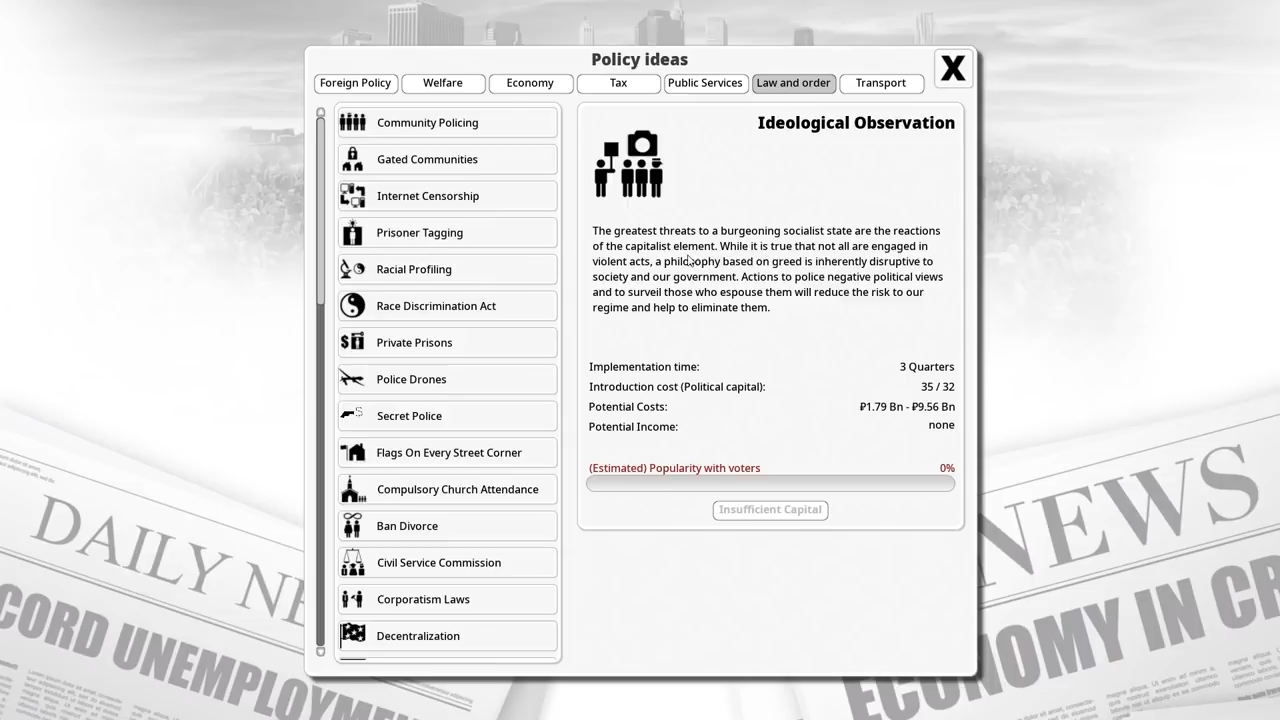 Policy ideas
X
Foreign Policy
Welfare
Economy
Tax
Public Services
Law and order
Transport
Community Policing
Gated Communities
Internet Censorship
Prisoner Tagging
Racial Profiling
Race Discrimination Act
Private Prisons
Police Drones
Secret Police
Flags On Every Street Corner
Compulsory Church Attendance
Ban Divorce
Civil Service Commission
Corporatism Laws
Decentralization
Ideological Observation
The greatest threats to a burgeoning socialist state are the reactions
of the capitalist element. While it is true that not all are engaged in
violent acts, a philosophy based on greed is inherently disruptive to
society and our government. Actions to police negative political views
and to surveil those who espouse them will reduce the risk to our
regime and help to eliminate them.
Implementation time: 3 Quarters
Introduction cost (Political capital): 35 / 32
Potential Costs: ₽1.79 Bn - ₽9.56 Bn
Potential Income: none
(Estimated) Popularity with voters 0%
Insufficient Capital
DAILY NE
CORD UNEMPLOYM
NEWS
ECONOMY IN CR